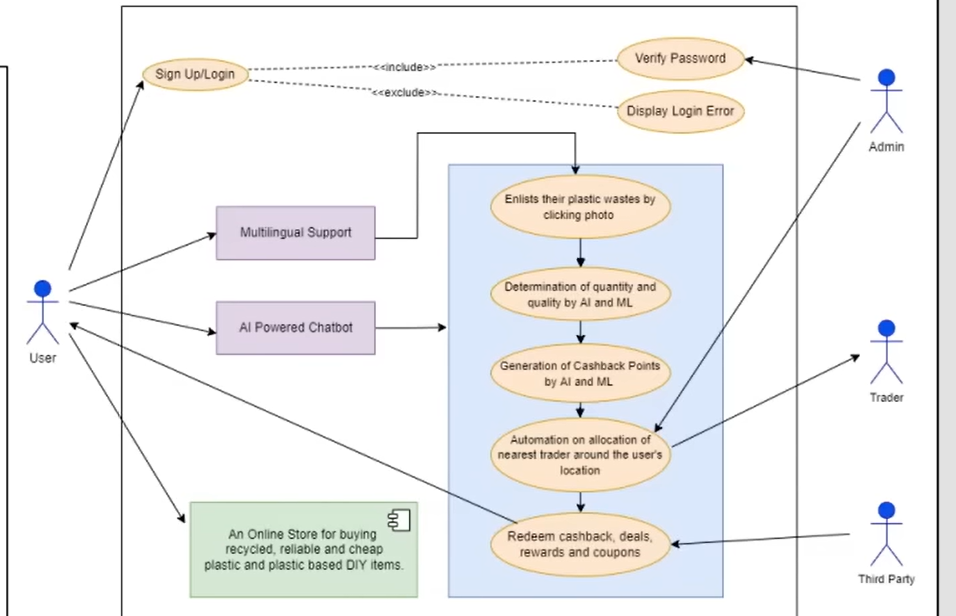 Sign Up/Login
<<include>>
Verify Password
<<exclude>>
Display Login Error
Admin
Multilingual Support
Enlists their plastic wastes by
clicking photo
AI Powered Chatbot
Determination of quantity and
quality by AI and ML
User
Generation of Cashback Points
by AI and ML
Trader
Automation on allocation of
nearest trader around the user's
location
An Online Store for buying
recycled, reliable and cheap
plastic and plastic based DIY items.
Redeem cashback, deals,
rewards and coupons
Third Party